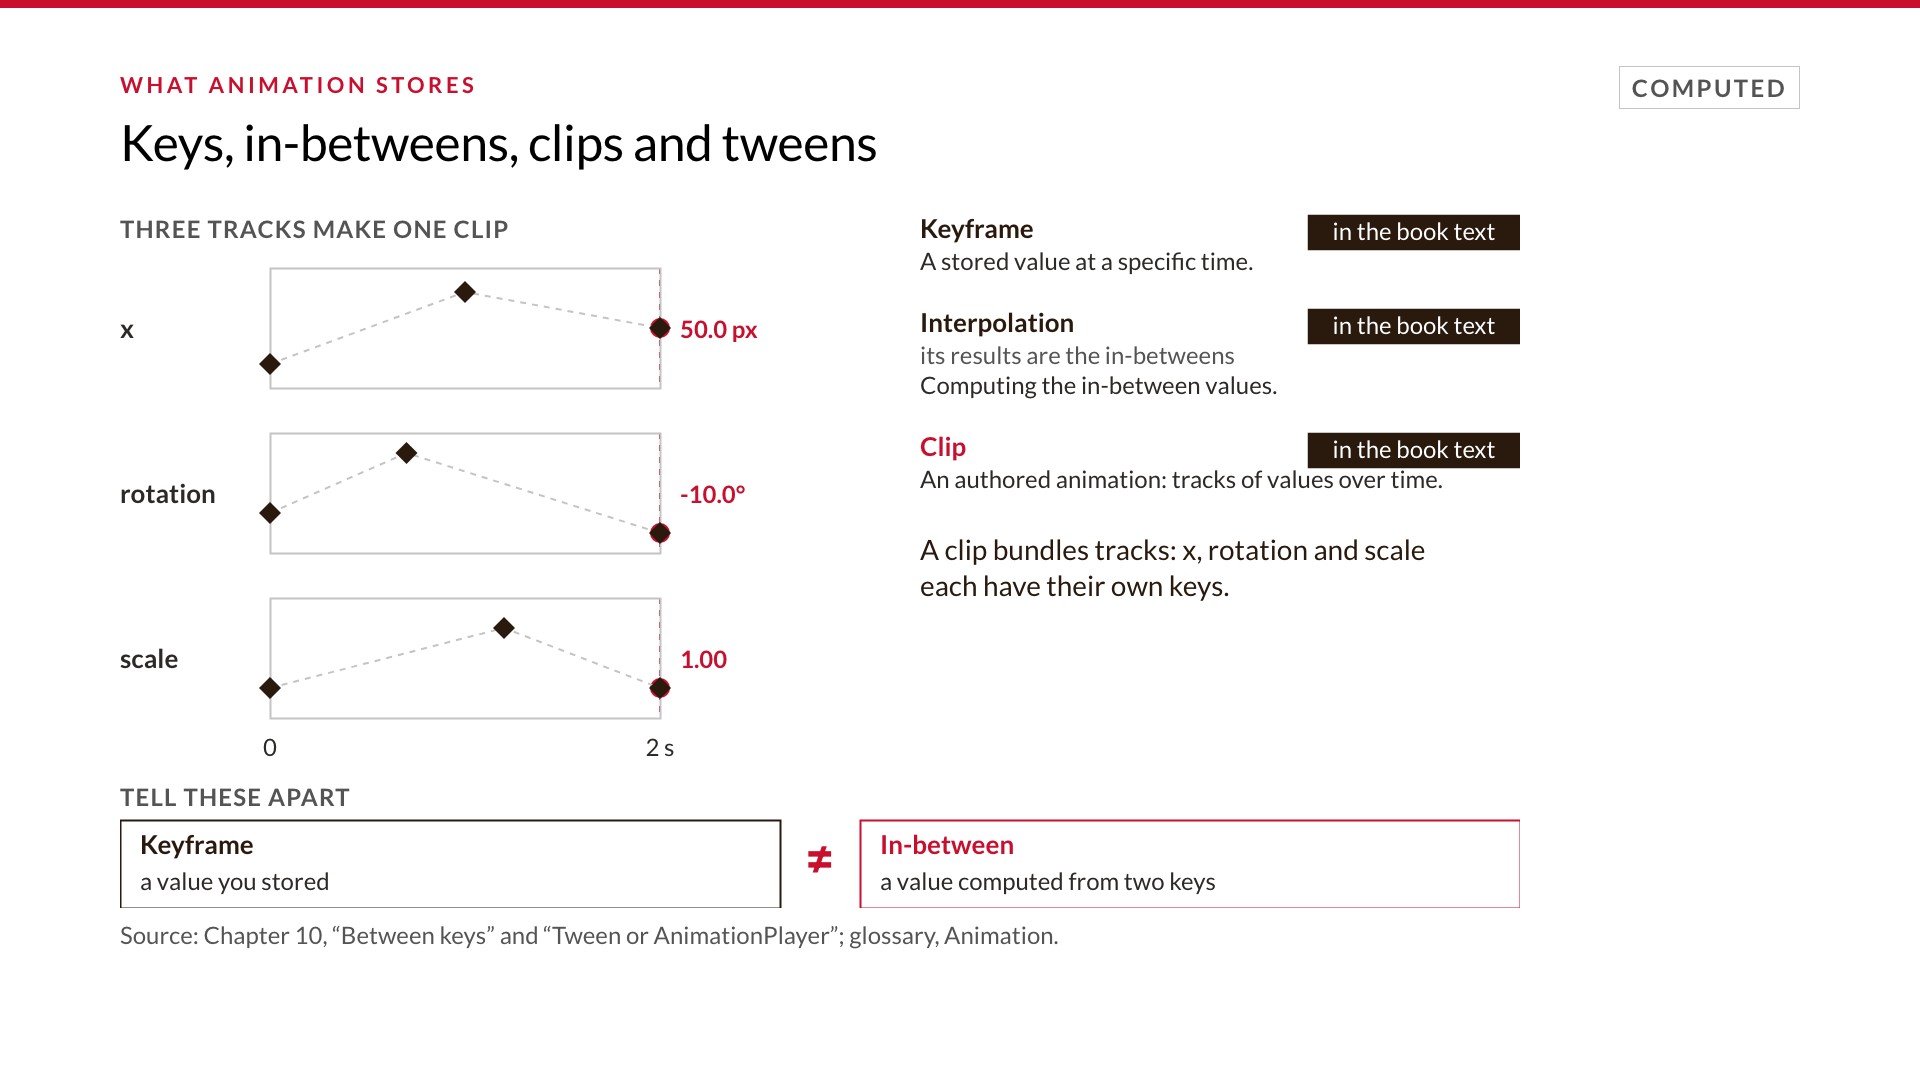 WHAT ANIMATION STORES
COMPUTED
Keys, in-betweens, clips and tweens
THREE TRACKS MAKE ONE CLIP
x
50.0 px
rotation
-10.0°
scale
1.00
0
2 s
Keyframe
in the book text
A stored value at a specific time.
Interpolation
in the book text
its results are the in-betweens
Computing the in-between values.
Clip
in the book text
An authored animation: tracks of values over time.
A clip bundles tracks: x, rotation and scale
each have their own keys.
TELL THESE APART
Keyframe
a value you stored
≠
In-between
a value computed from two keys
Source: Chapter 10, “Between keys” and “Tween or AnimationPlayer”; glossary, Animation.